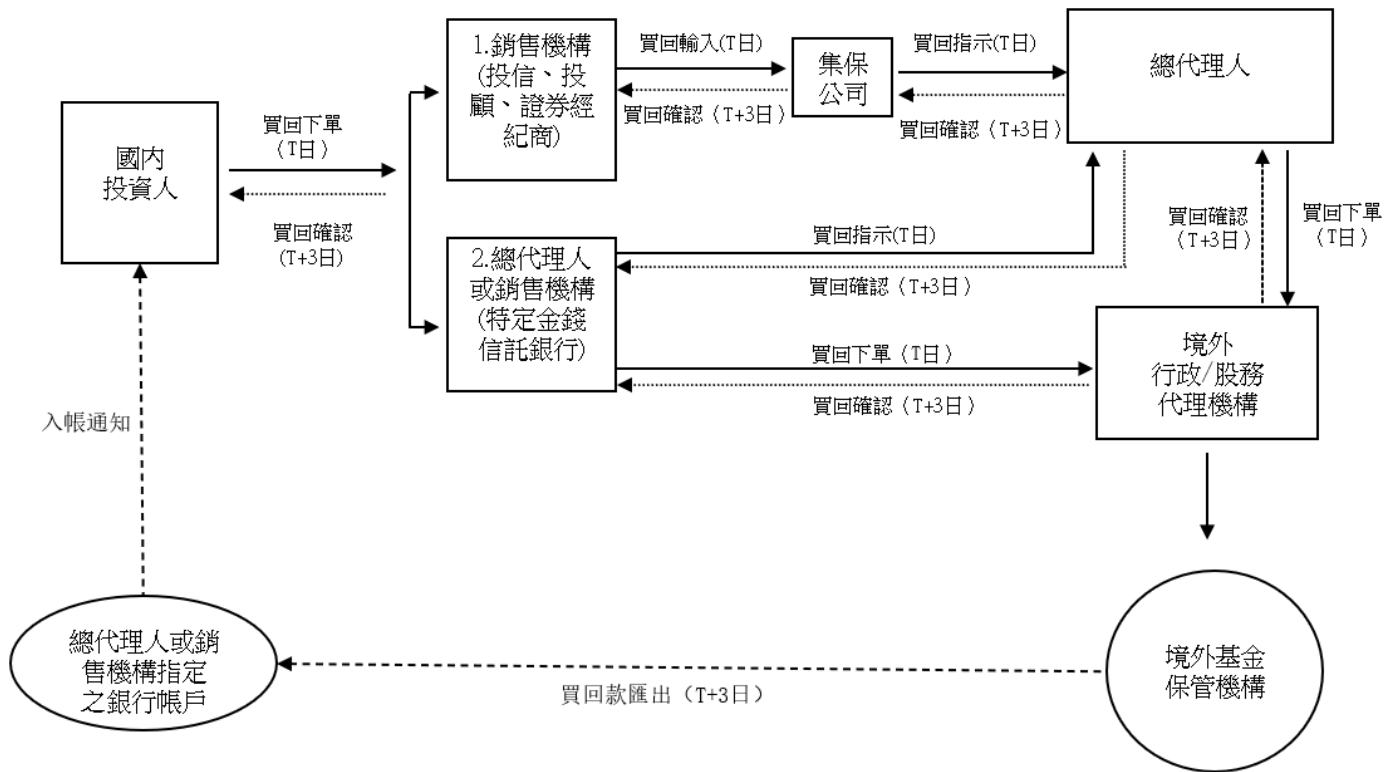 國內
投資人
買回下單
（T日）
買回確認
(T+3日)
1.銷售機構
(投信、投
顧、證券經
紀商)
買回輸入(T日)
買回確認（T+3日）
集保
公司
買回指示(T日)
買回確認（T+3日）
總代理人
2.總代理人
或銷售機構
(特定金錢
信託銀行)
買回指示(T日)
買回確認（T+3日）
買回下單（T日）
買回確認（T+3日）
買回確認
（T+3日）
買回下單
（T日）
境外
行政/股務
代理機構
入帳通知
總代理人或銷
售機構指定
之銀行帳戶
買回款匯出（T+3日）
境外基金
保管機構